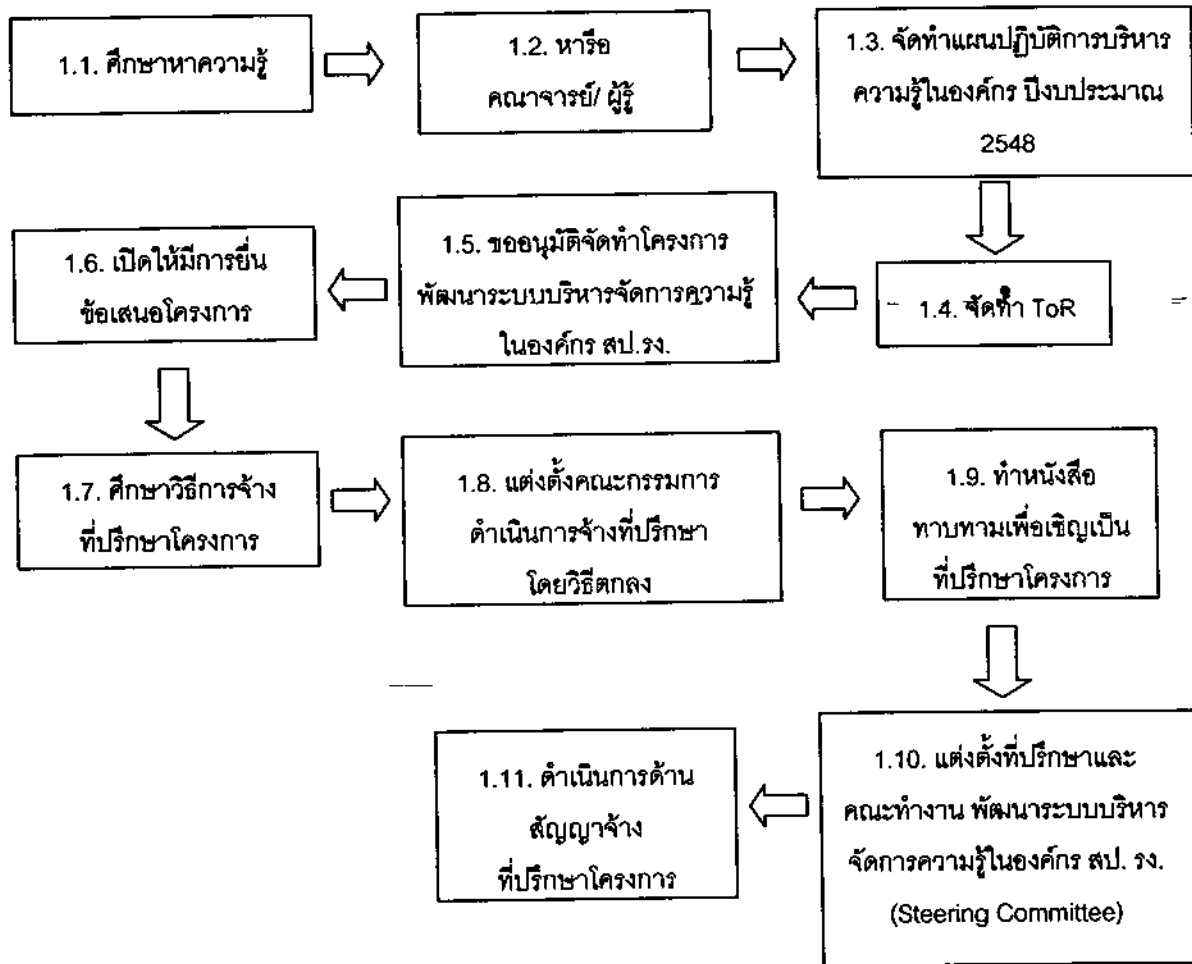 1.1. ศึกษาหาความรู้
1.2. หารือ
คณาจารย์/ ผู้รู้
1.3. จัดทำแผนปฏิบัติการบริหาร
ความรู้ในองค์กร ปีงบประมาณ
2548
1.4. จัดทำ ToR
1.5. ขออนุมัติจัดทำโครงการ
พัฒนาระบบบริหารจัดการความรู้
ในองค์กร สป.รง.
1.6. เปิดให้มีการยื่น
ข้อเสนอโครงการ
1.7. ศึกษาวิธีการจ้าง
ที่ปรึกษาโครงการ
1.8. แต่งตั้งคณะกรรมการ
ดำเนินการจ้างที่ปรึกษา
โดยวิธีตกลง
1.9. ทำหนังสือ
ทาบทามเพื่อเชิญเป็น
ที่ปรึกษาโครงการ
1.10. แต่งตั้งที่ปรึกษาและ
คณะทำงาน พัฒนาระบบบริหาร
จัดการความรู้ในองค์กร สป. รง.
(Steering Committee)
1.11. ดำเนินการด้าน
สัญญาจ้าง
ที่ปรึกษาโครงการ